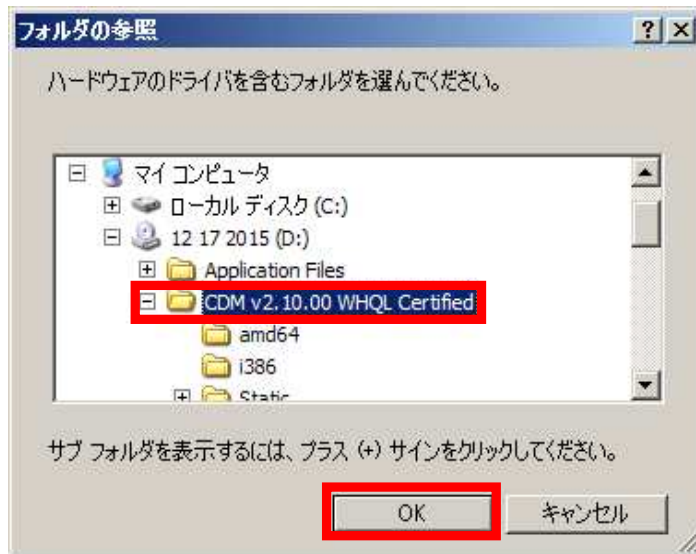 フォルダの参照
ハードウェアのドライバを含むフォルダを選んでください。
マイ コンピュータ
ローカル ディスク (C:)
12 17 2015 (D:)
Application Files
CDM v2.10.00 WHQL Certified
amd64
i386
Static
サブ フォルダを表示するには、プラス (+) サインをクリックしてください。
OK キャンセル